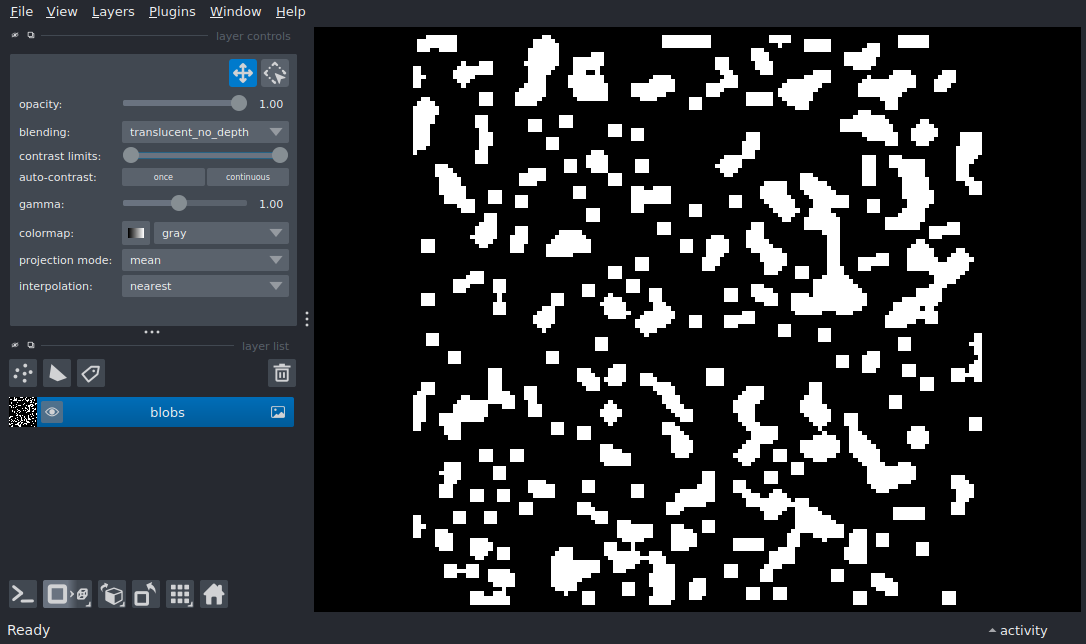 File View Layers Plugins Window Help
layer controls
opacity: 1.00
blending: translucent_no_depth
contrast limits:
auto-contrast: once continuous
gamma: 1.00
colormap: gray
projection mode: mean
interpolation: nearest
layer list
blobs
Ready activity